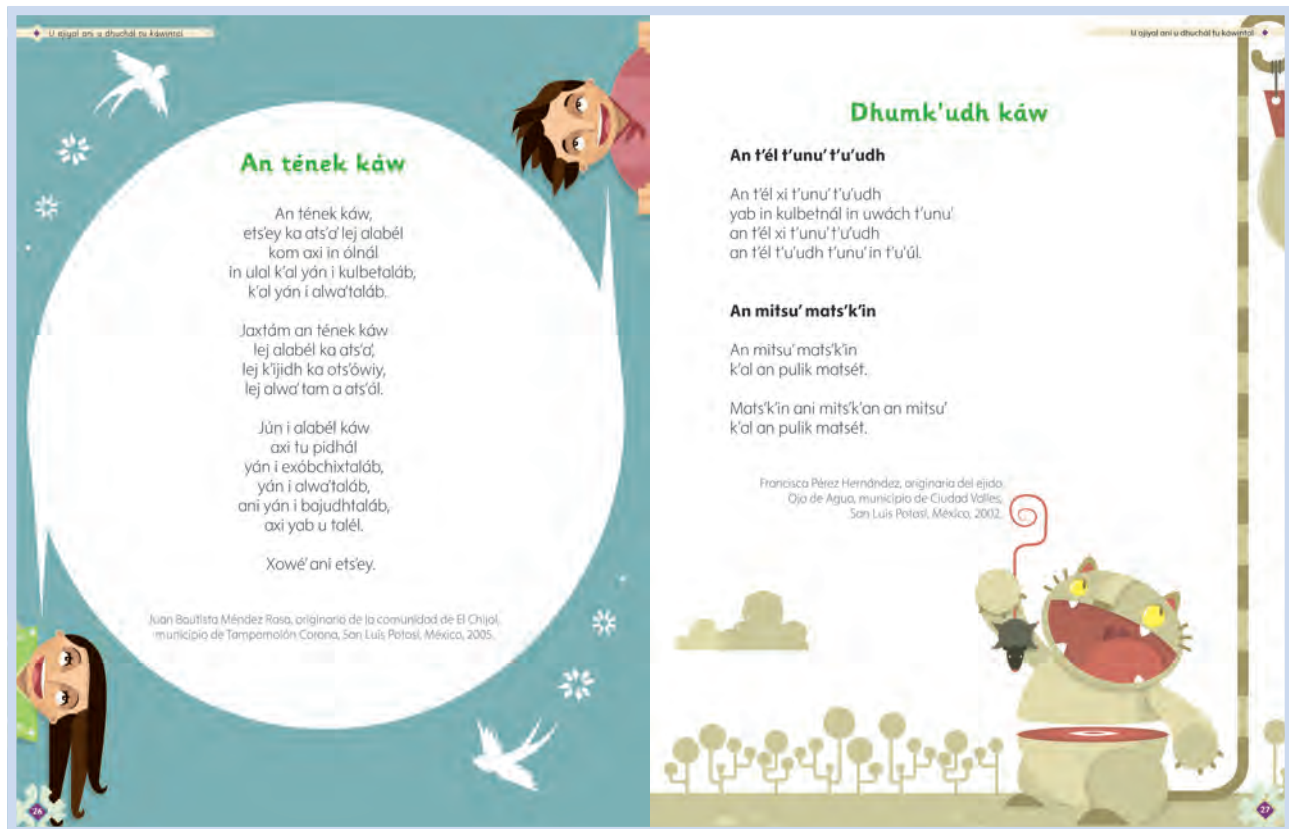 U ajiyal ani u dhuchál tu káwintal
An tének káw
An tének káw,
ets'ey ka ats'a' lej alabél
kom axi in ólnál
in ulal k'al yán i kulbetaláb,
k'al yán i alwa'taláb.
Jaxtám an tének káw
lej alabél ka ats'a',
lej k'ijidh ka ots'ówiy,
lej alwa' tam a ats'ál.
Jún i alabél káw
axi tu pidhál
yán i exóbchixtaláb,
yán i alwa'taláb,
ani yán i bajudhtaláb,
axi yab u talél.
Xowé' ani ets'ey.
Juan Bautista Méndez Rosa, originario de la comunidad de El Chijol,
municipio de Tampamolón Corona, San Luis Potosí, México, 2005.
26
U ajiyal ani u dhuchál tu káwintal
Dhumk'udh káw
An t'él t'unu' t'u'udh
An t'él xi t'unu' t'u'udh
yab in kulbetnál in uwách t'unu'
an t'él xi t'unu' t'u'udh
an t'él t'u'udh t'unu' in t'u'úl.
An mitsu' mats'k'in
An mitsu' mats'k'in
k'al an pulik matsét.
Mats'k'in ani mits'k'an an mitsu'
k'al an pulik matsét.
Francisca Pérez Hernández, originaria del ejido
Ojo de Agua, municipio de Ciudad Valles,
San Luis Potosí, México, 2002.
27